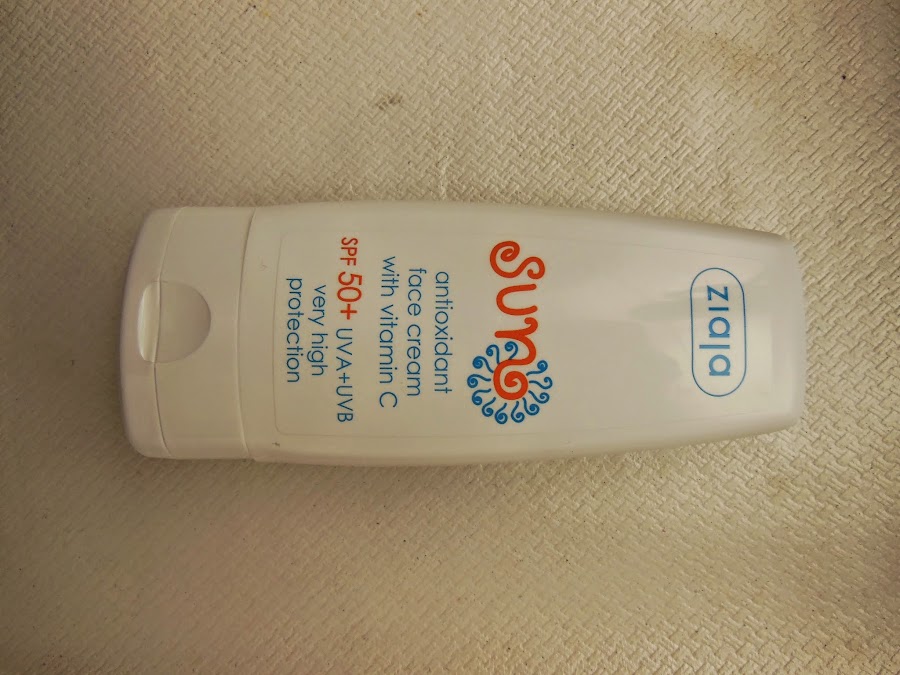 ziaja
sun
antioxidant
face cream
with vitamin C
SPF 50+ UVA+UVB
very high
protection